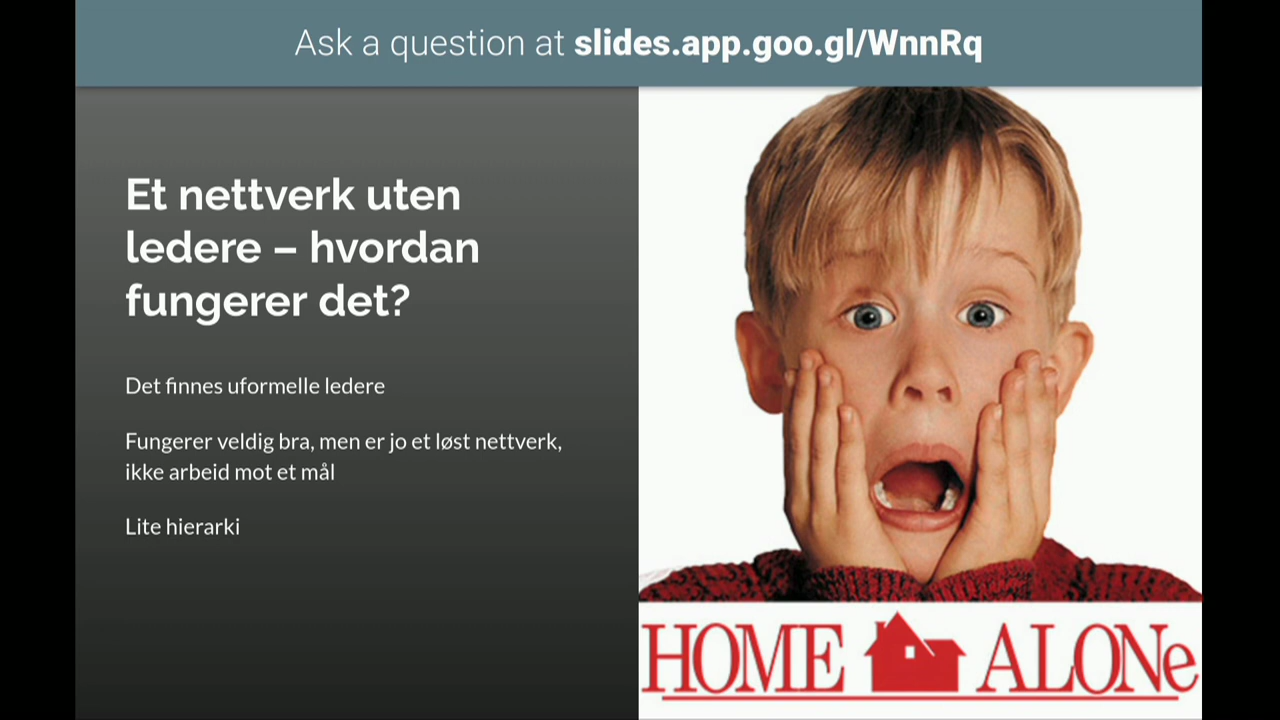 Ask a question at slides.app.goo.gl/WnnRq
Et nettverk uten
ledere – hvordan
fungerer det?
Det finnes uformelle ledere
Fungerer veldig bra, men er jo et løst nettverk,
ikke arbeid mot et mål
Lite hierarki
HOME ALONe